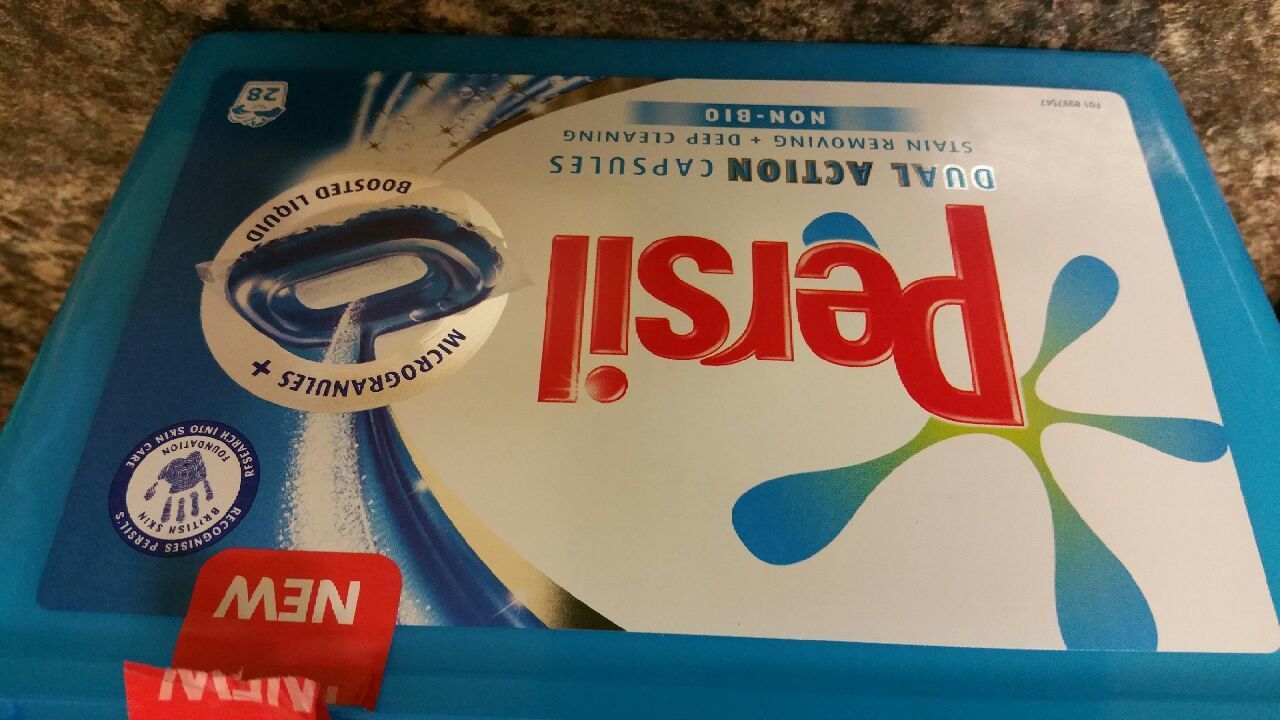 NEW
NEW
Persil
DUAL ACTION CAPSULES
STAIN REMOVING + DEEP CLEANING
NON-BIO
MICROGRANULES +
BOOSTED LIQUID
RECOGNISES PERSIL'S
RESEARCH INTO SKIN CARE
BRITISH SKIN
FOUNDATION
28